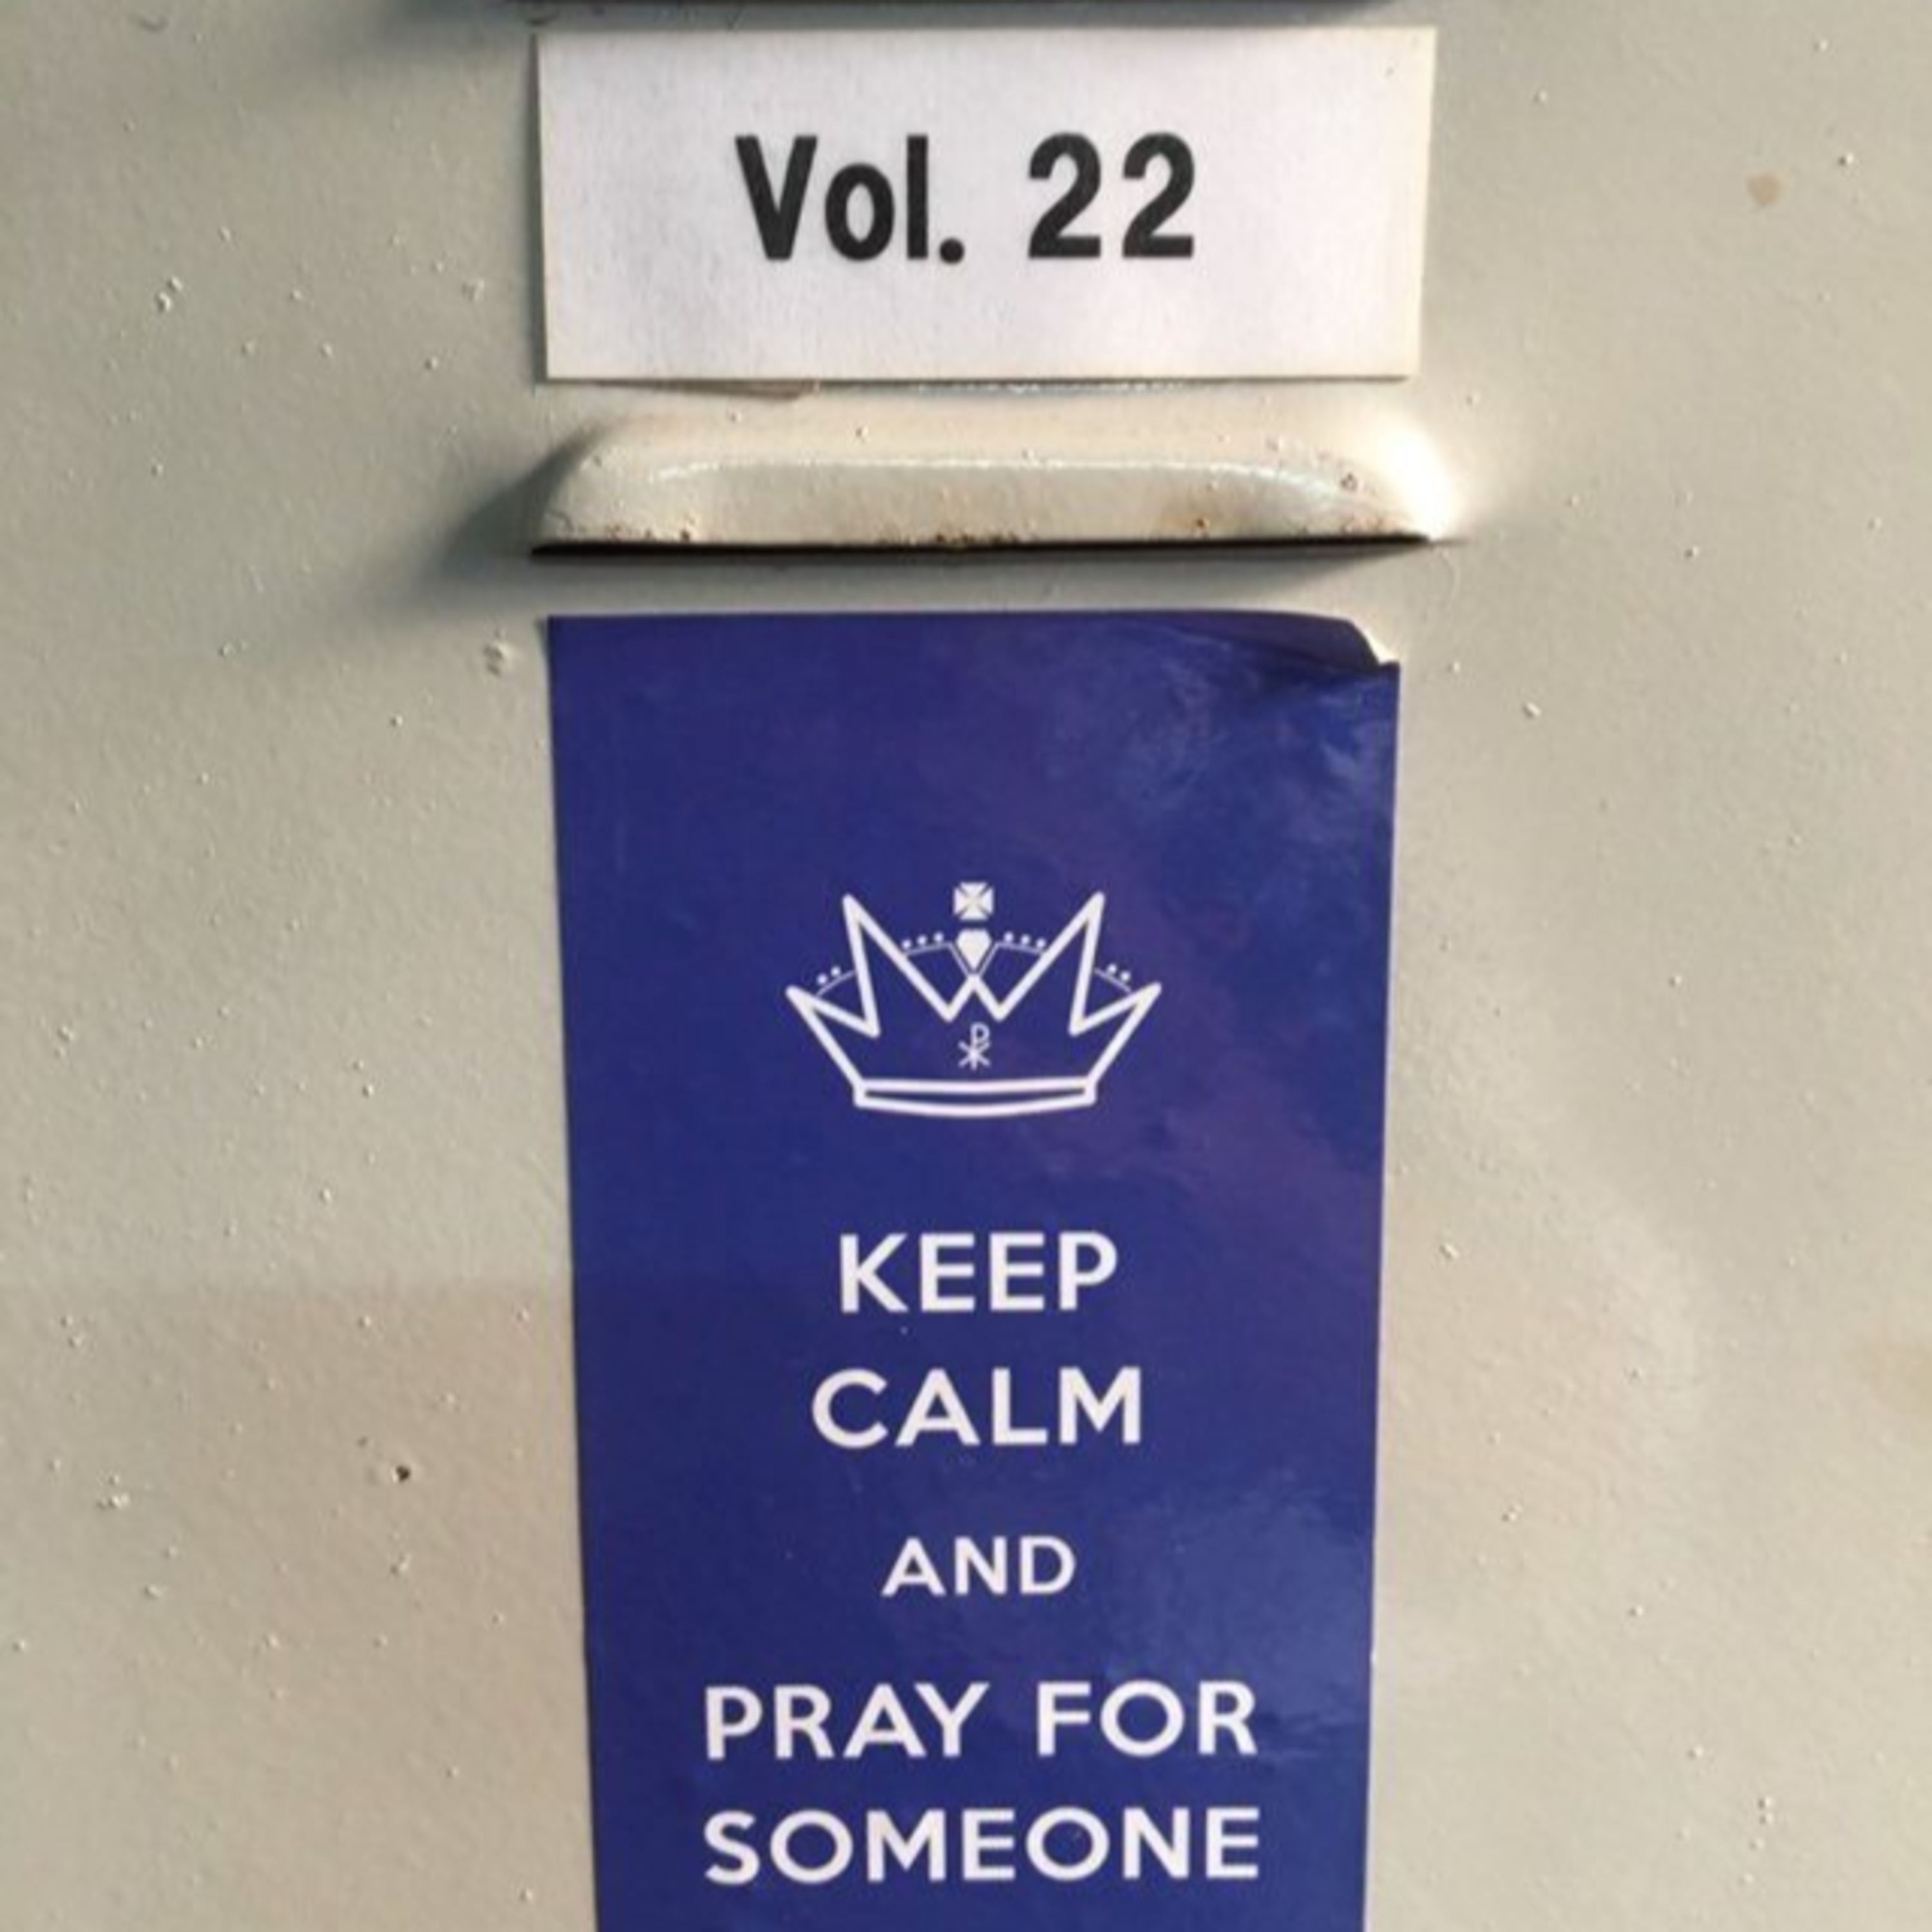 Vol. 22
KEEP
CALM
AND
PRAY FOR
SOMEONE